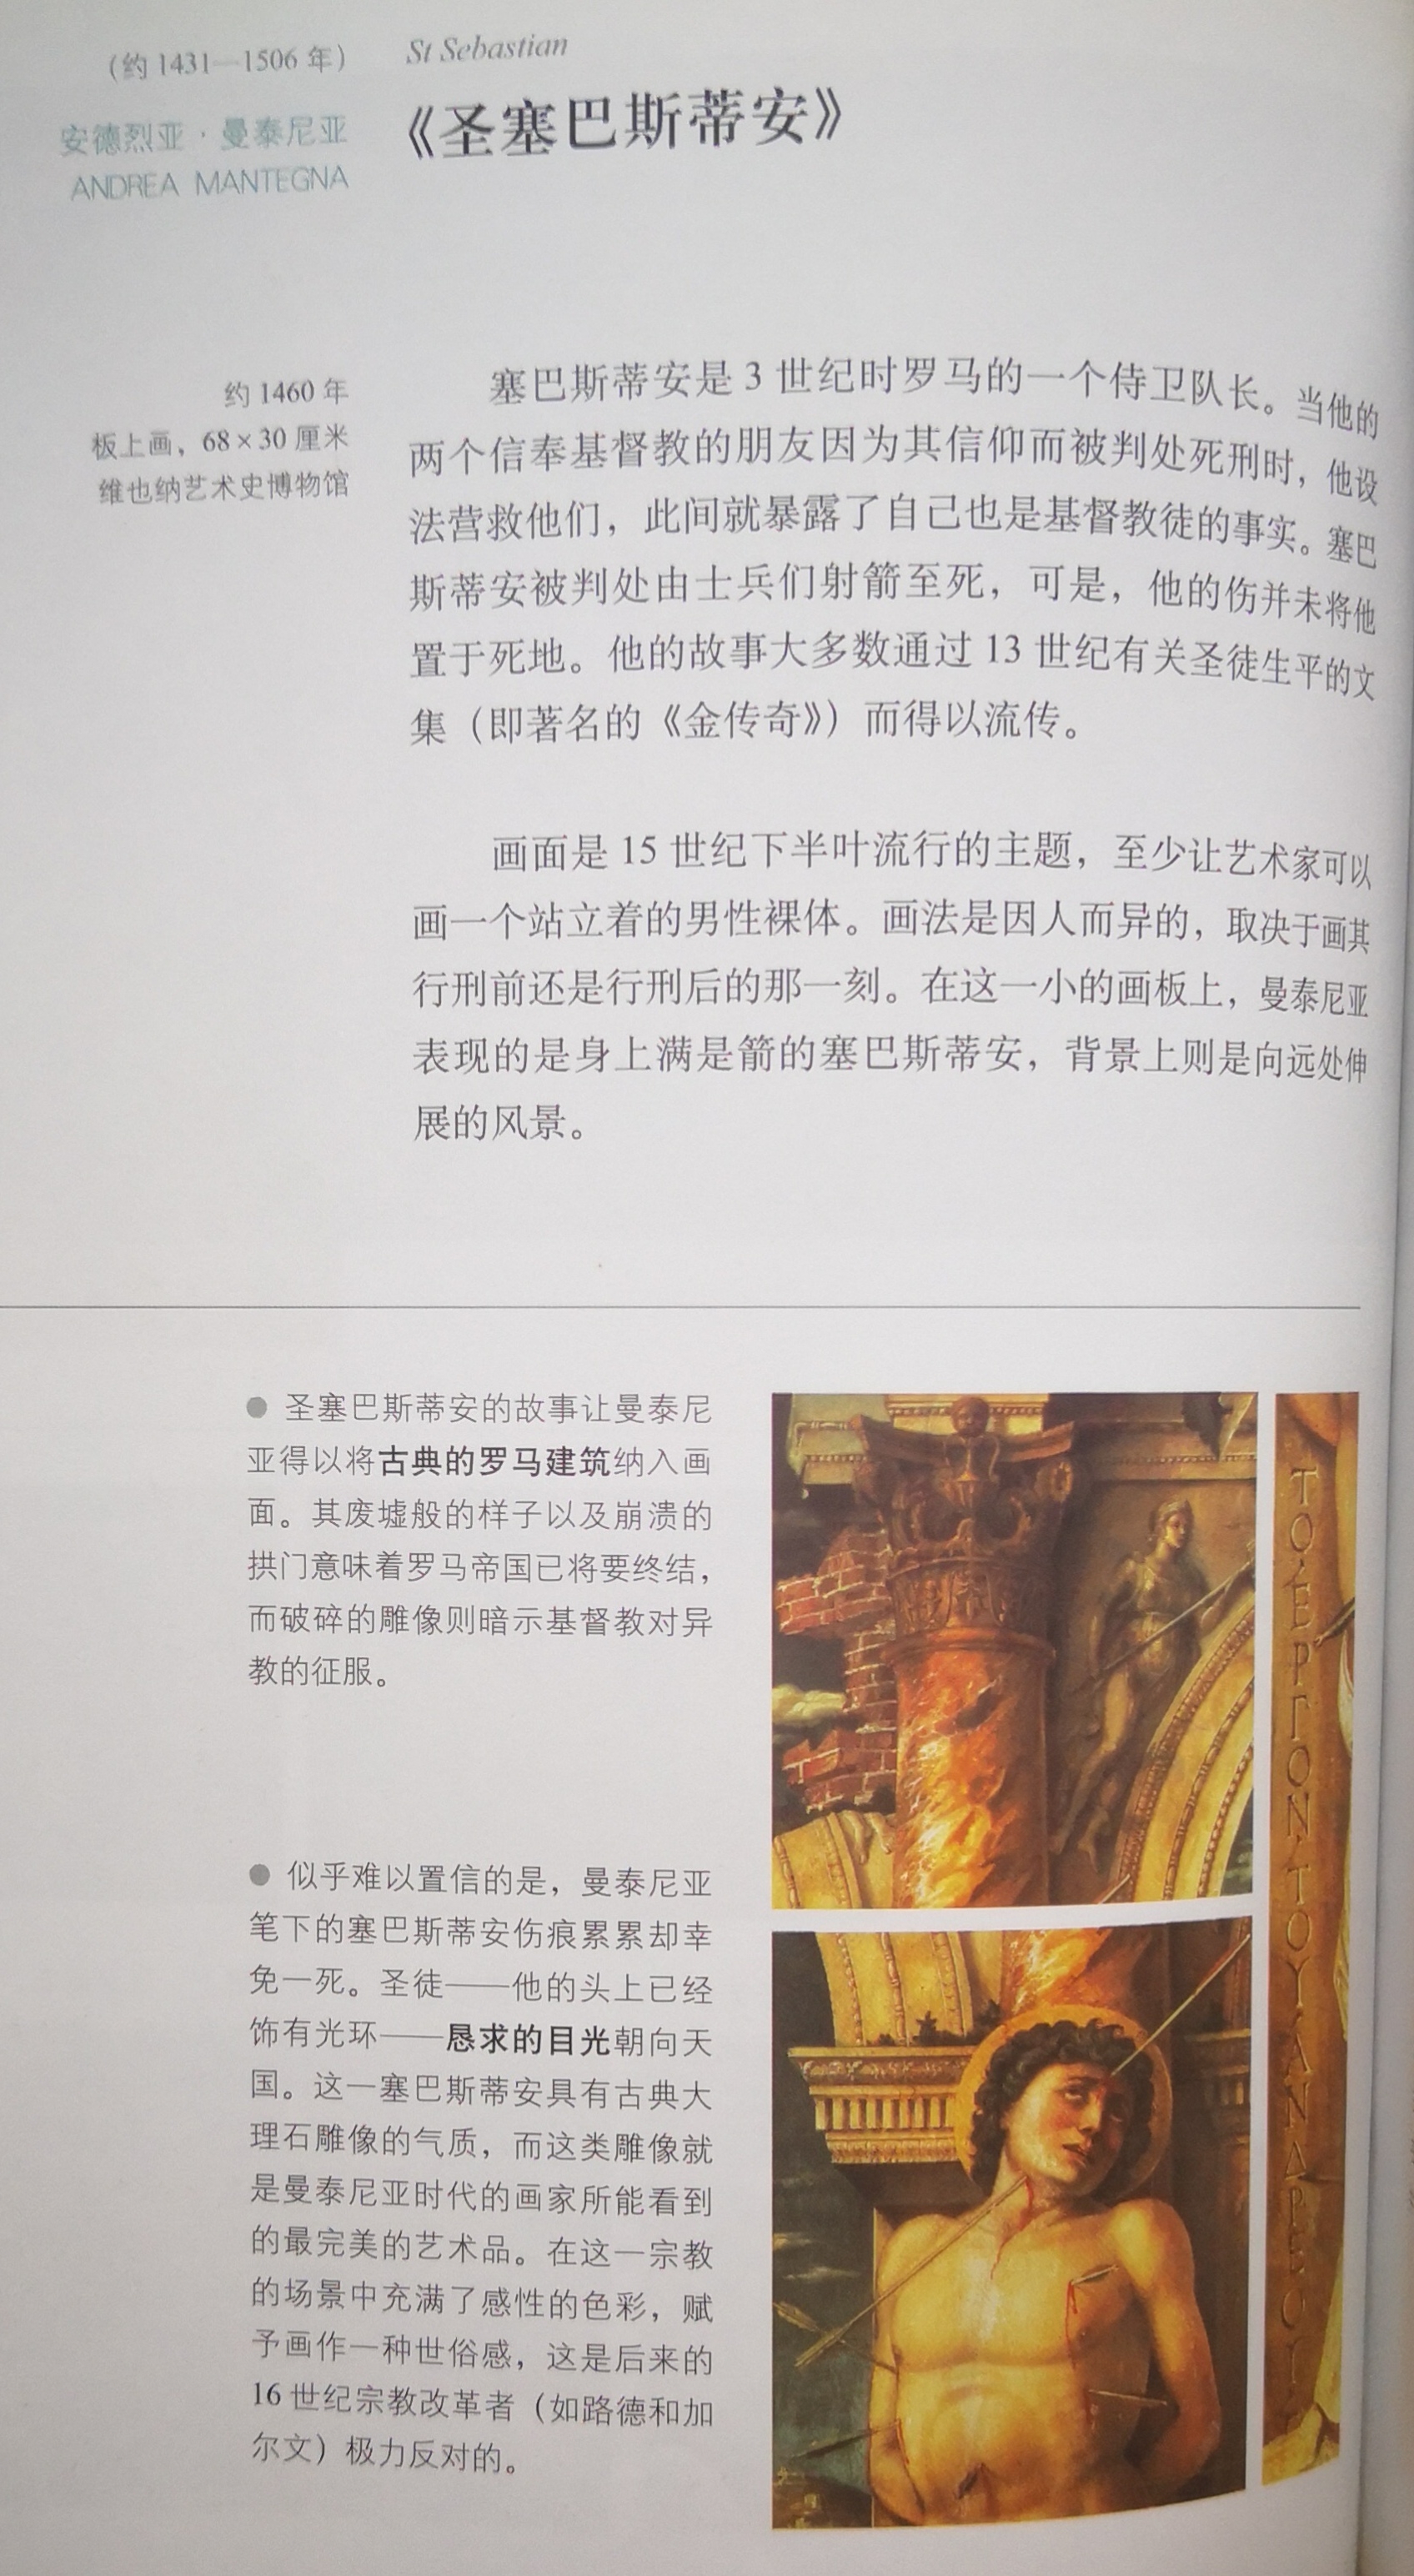 （约 1431—1506 年）
安德烈亚·曼泰尼亚
ANDREA MANTEGNA
St Sebastian
《圣塞巴斯蒂安》
约 1460 年
板上画，68×30 厘米
维也纳艺术史博物馆
塞巴斯蒂安是 3 世纪时罗马的一个侍卫队长。当他的
两个信奉基督教的朋友因为其信仰而被判处死刑时，他设
法营救他们，此间就暴露了自己也是基督教徒的事实。塞巴
斯蒂安被判处由士兵们射箭至死，可是，他的伤并未将他
置于死地。他的故事大多数通过 13 世纪有关圣徒生平的文
集（即著名的《金传奇》）而得以流传。
画面是 15 世纪下半叶流行的主题，至少让艺术家可以
画一个站立着的男性裸体。画法是因人而异的，取决于画其
行刑前还是行刑后的那一刻。在这一小的画板上，曼泰尼亚
表现的是身上满是箭的塞巴斯蒂安，背景上则是向远处伸
展的风景。
● 圣塞巴斯蒂安的故事让曼泰尼
亚得以将古典的罗马建筑纳入画
面。其废墟般的样子以及崩溃的
拱门意味着罗马帝国已将要终结，
而破碎的雕像则暗示基督教对异
教的征服。
● 似乎难以置信的是，曼泰尼亚
笔下的塞巴斯蒂安伤痕累累却幸
免一死。圣徒——他的头上已经
饰有光环——恳求的目光朝向天
国。这一塞巴斯蒂安具有古典大
理石雕像的气质，而这类雕像就
是曼泰尼亚时代的画家所能看到
的最完美的艺术品。在这一宗教
的场景中充满了感性的色彩，赋
予画作一种世俗感，这是后来的
16 世纪宗教改革者（如路德和加
尔文）极力反对的。
ΤΟ.ΕΡΓΟΝ.ΤΟΥ.ΑΝΔΡΕΟΥ